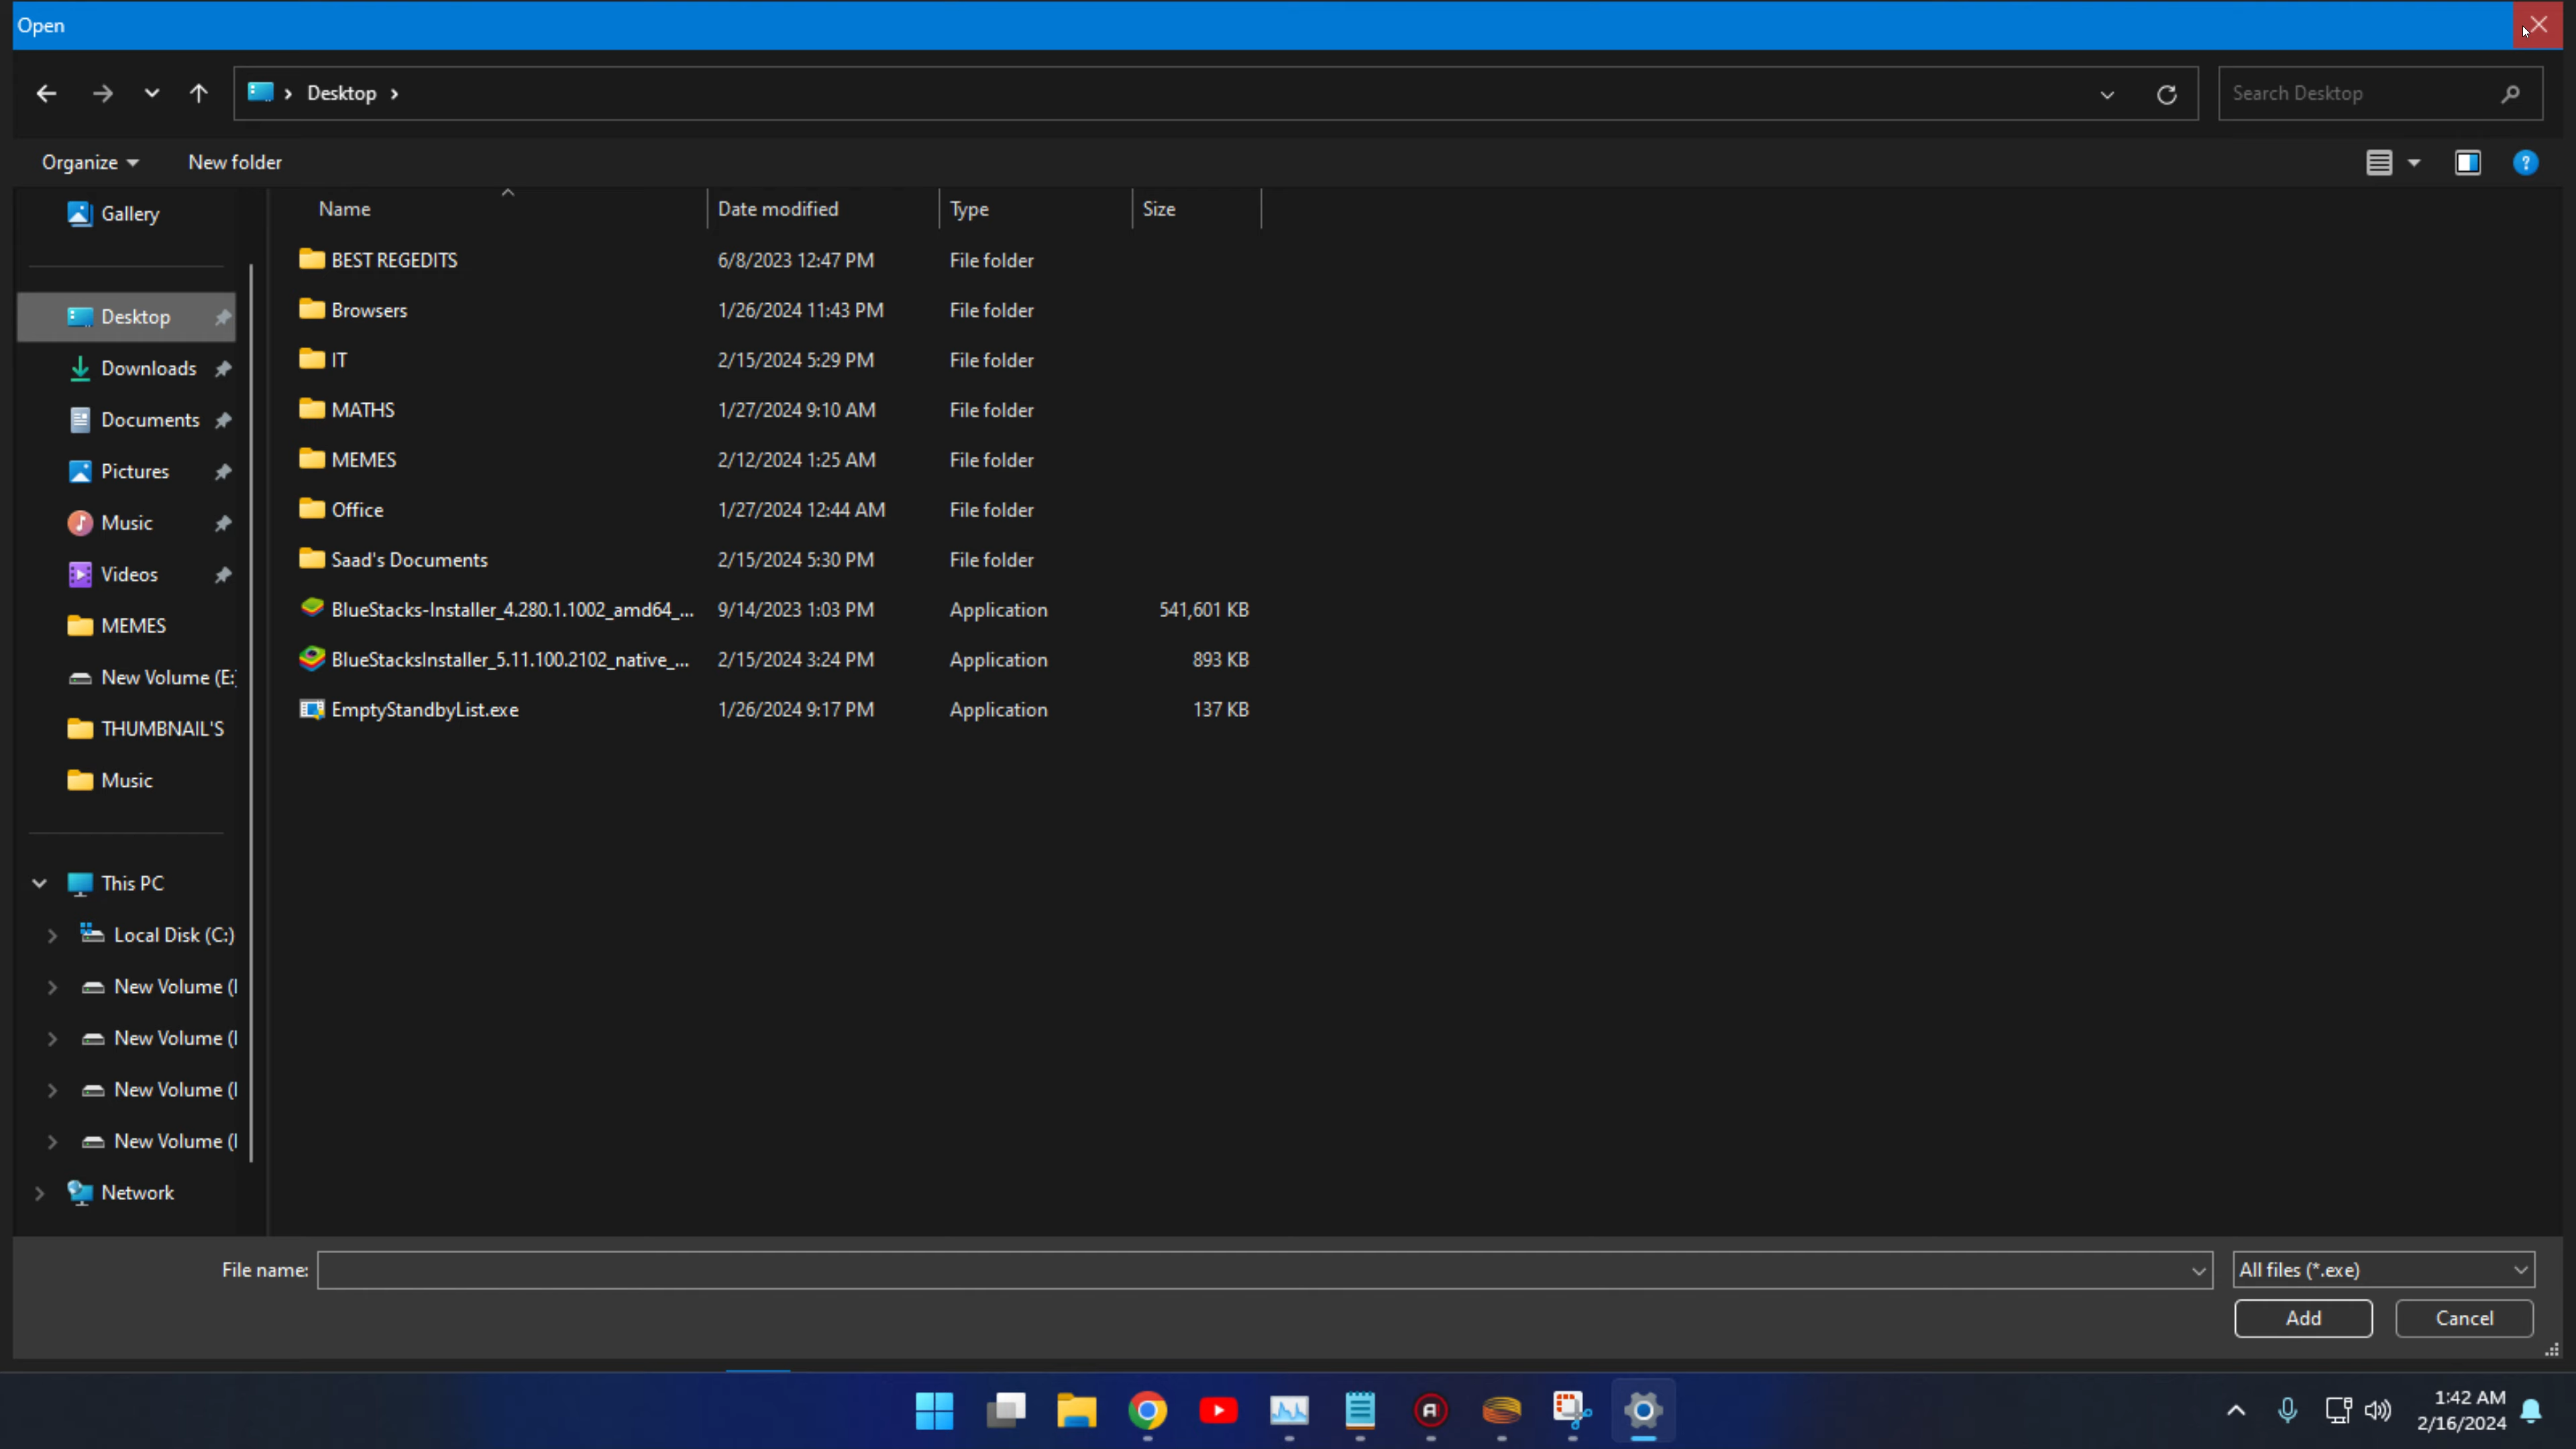 Open
Desktop
Search Desktop
Organize
New folder
Name
Date modified
Type
Size
Gallery
Desktop
Downloads
Documents
Pictures
Music
Videos
MEMES
New Volume (E:
THUMBNAIL'S
Music
This PC
Local Disk (C:)
New Volume (
New Volume (
New Volume (
New Volume (
Network
BEST REGEDITS 6/8/2023 12:47 PM File folder
Browsers 1/26/2024 11:43 PM File folder
IT 2/15/2024 5:29 PM File folder
MATHS 1/27/2024 9:10 AM File folder
MEMES 2/12/2024 1:25 AM File folder
Office 1/27/2024 12:44 AM File folder
Saad's Documents 2/15/2024 5:30 PM File folder
BlueStacks-Installer_4.280.1.1002_amd64_... 9/14/2023 1:03 PM Application 541,601 KB
BlueStacksInstaller_5.11.100.2102_native_... 2/15/2024 3:24 PM Application 893 KB
EmptyStandbyList.exe 1/26/2024 9:17 PM Application 137 KB
File name:
All files (*.exe)
Add
Cancel
1:42 AM
2/16/2024